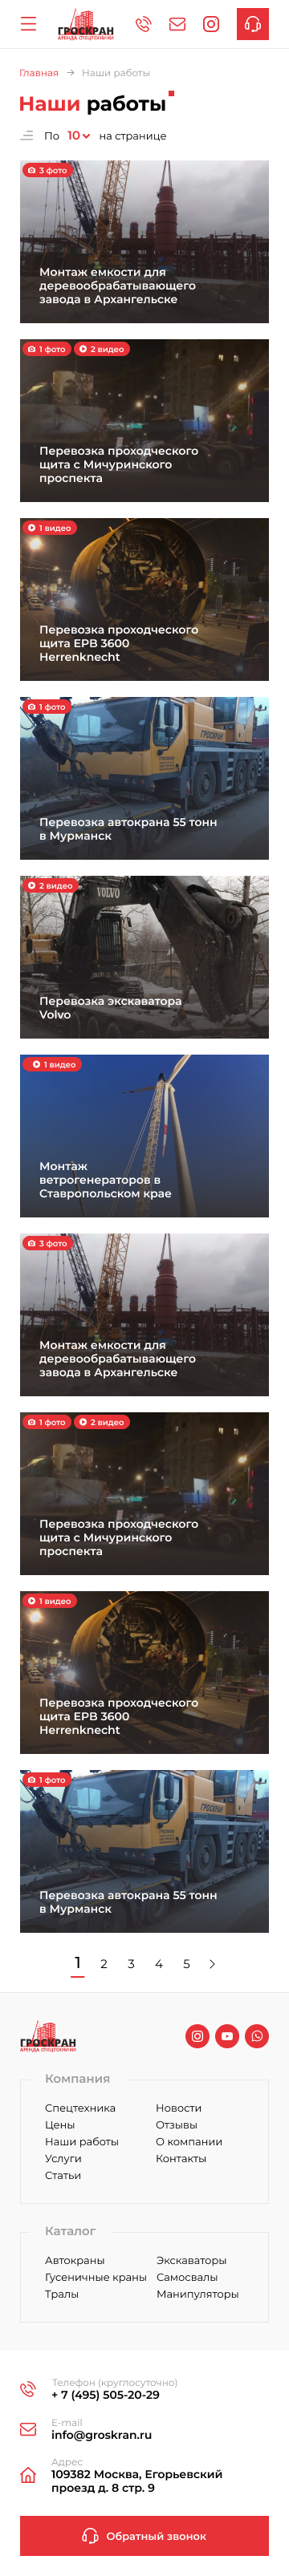 ГРОСКРАН
АРЕНДА СПЕЦТЕХНИКИ
Главная → Наши работы
Наши работы
По 10 на странице
3 фото
Монтаж емкости для
деревообрабатывающего
завода в Архангельске
1 фото 2 видео
Перевозка проходческого
щита с Мичуринского
проспекта
1 видео
Перевозка проходческого
щита EPB 3600
Herrenknecht
1 фото
ГРОСКРАН
Перевозка автокрана 55 тонн
в Мурманск
2 видео
VOLVO
Перевозка экскаватора
Volvo
1 видео
Монтаж
ветрогенераторов в
Ставропольском крае
3 фото
Монтаж емкости для
деревообрабатывающего
завода в Архангельске
1 фото 2 видео
Перевозка проходческого
щита с Мичуринского
проспекта
1 видео
Перевозка проходческого
щита EPB 3600
Herrenknecht
1 фото
ГРОСКРАН
Перевозка автокрана 55 тонн
в Мурманск
1 2 3 4 5
ГРОСКРАН
АРЕНДА СПЕЦТЕХНИКИ
Компания
Спецтехника
Цены
Наши работы
Услуги
Статьи
Новости
Отзывы
О компании
Контакты
Каталог
Автокраны
Гусеничные краны
Тралы
Экскаваторы
Самосвалы
Манипуляторы
Телефон (круглосуточно)
+ 7 (495) 505-20-29
E-mail
info@groskran.ru
Адрес
109382 Москва, Егорьевский
проезд д. 8 стр. 9
Обратный звонок